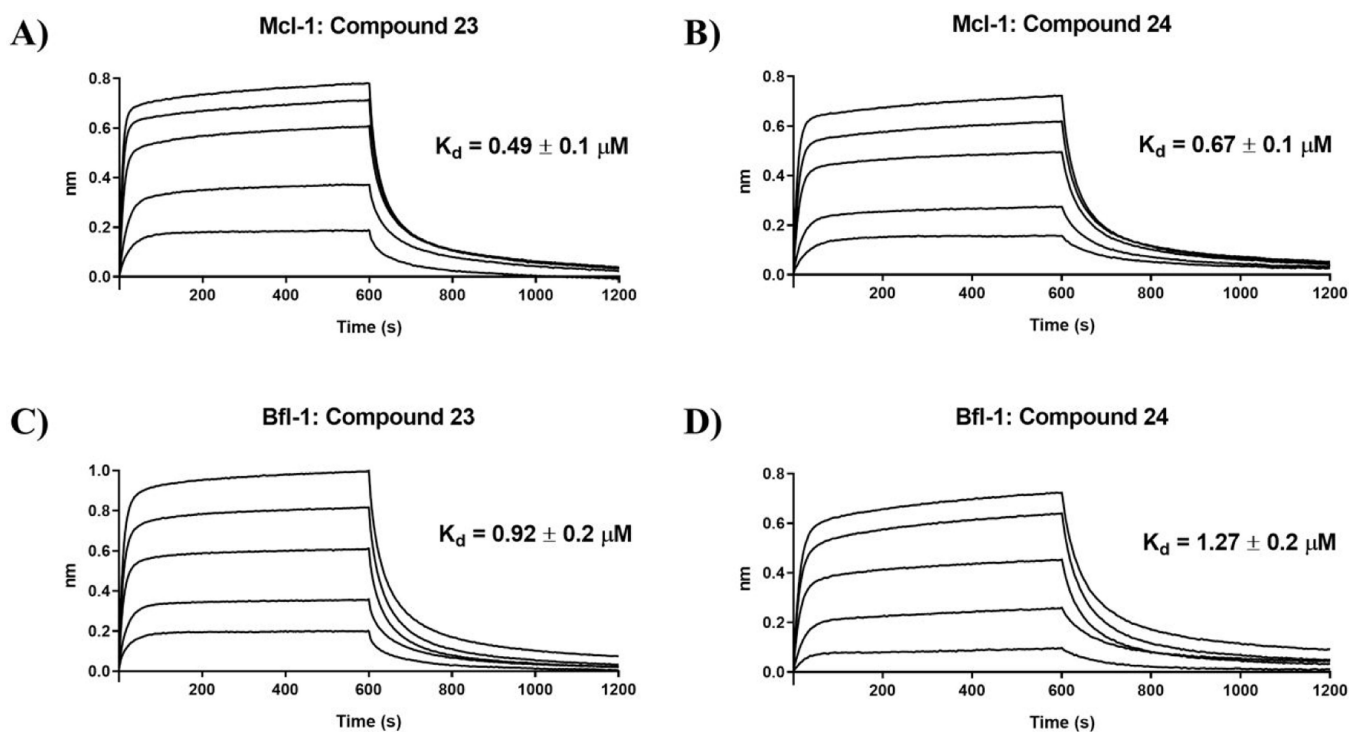 A)
Mcl-1: Compound 23
0.8
0.6
0.4
0.2
0.0
nm
200
400
600
800
1000
1200
Time (s)
K_d = 0.49 ± 0.1 μM
B)
Mcl-1: Compound 24
0.8
0.6
0.4
0.2
0.0
nm
200
400
600
800
1000
1200
Time (s)
K_d = 0.67 ± 0.1 μM
C)
Bfl-1: Compound 23
1.0
0.8
0.6
0.4
0.2
0.0
nm
200
400
600
800
1000
1200
Time (s)
K_d = 0.92 ± 0.2 μM
D)
Bfl-1: Compound 24
0.8
0.6
0.4
0.2
0.0
nm
200
400
600
800
1000
1200
Time (s)
K_d = 1.27 ± 0.2 μM